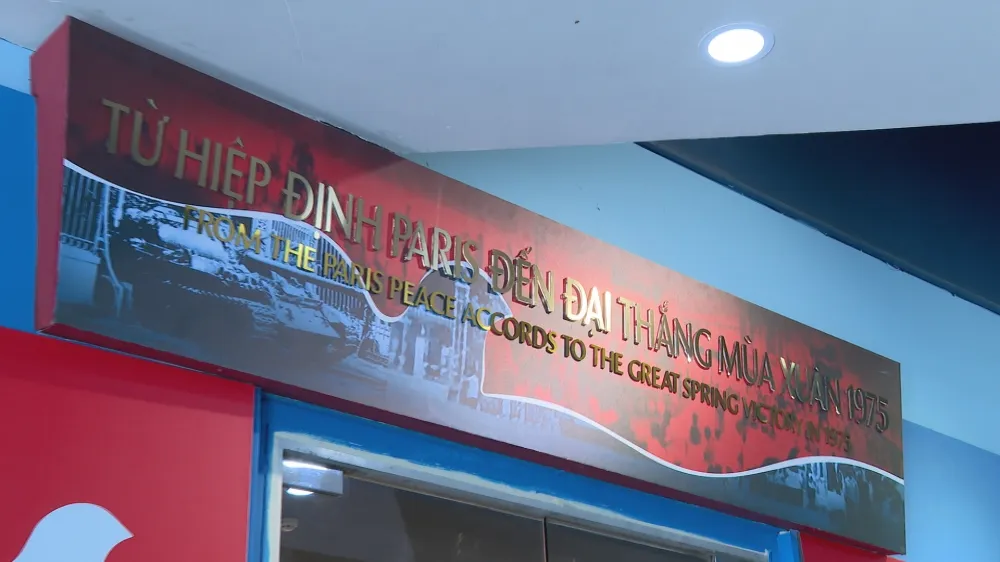 TỪ HIỆP ĐỊNH PARIS ĐẾN ĐẠI THẮNG MÙA XUÂN 1975
FROM THE PARIS PEACE ACCORDS TO THE GREAT SPRING VICTORY IN 1975